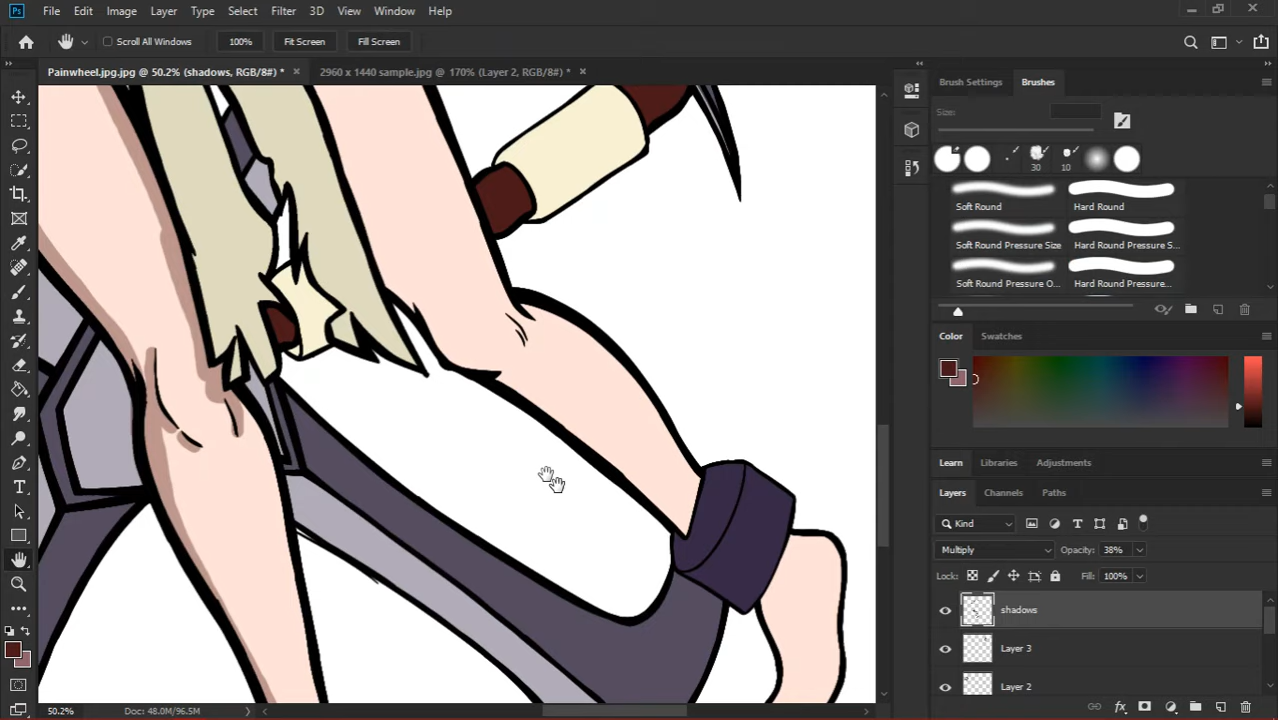 Ps File Edit Image Layer Type Select Filter 3D View Window Help
Scroll All Windows 100% Fit Screen Fill Screen
Painwheel.jpg.jpg @ 50.2% (shadows, RGB/8#) * 2960 x 1440 sample.jpg @ 170% (Layer 2, RGB/8#) *
Brush Settings Brushes
Size:
30 10
Soft Round Hard Round
Soft Round Pressure Size Hard Round Pressure S...
Soft Round Pressure O... Hard Round Pressure...
Color Swatches
Learn Libraries Adjustments
Layers Channels Paths
Kind
Multiply Opacity: 38%
Lock: Fill: 100%
shadows
Layer 3
Layer 2
50.2% Doc: 48.0M/96.5M